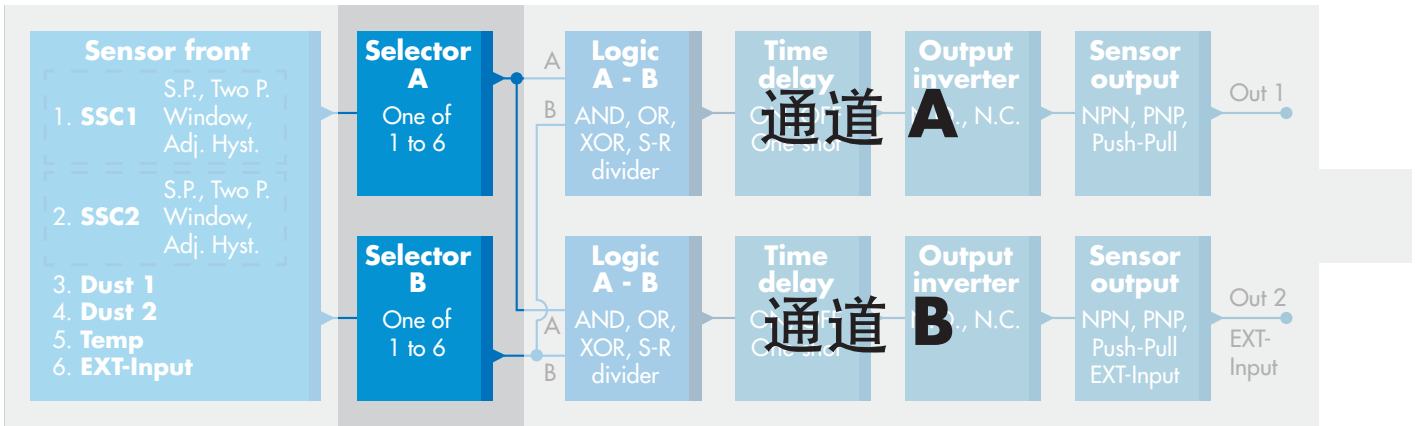 Sensor front
1. SSC1
S.P., Two P.
Window,
Adj. Hyst.
2. SSC2
S.P., Two P.
Window,
Adj. Hyst.
3. Dust 1
4. Dust 2
5. Temp
6. EXT-Input
Selector
A
One of
1 to 6
A
B
Logic
A - B
AND, OR,
XOR, S-R
divider
Time
delay
One shot
通道 A
Output
inverter
N.C.
Sensor
output
NPN, PNP,
Push-Pull
Out 1
Selector
B
One of
1 to 6
A
B
Logic
A - B
AND, OR,
XOR, S-R
divider
Time
delay
One shot
通道 B
Output
inverter
N.C.
Sensor
output
NPN, PNP,
Push-Pull
EXT-Input
Out 2
EXT-
Input